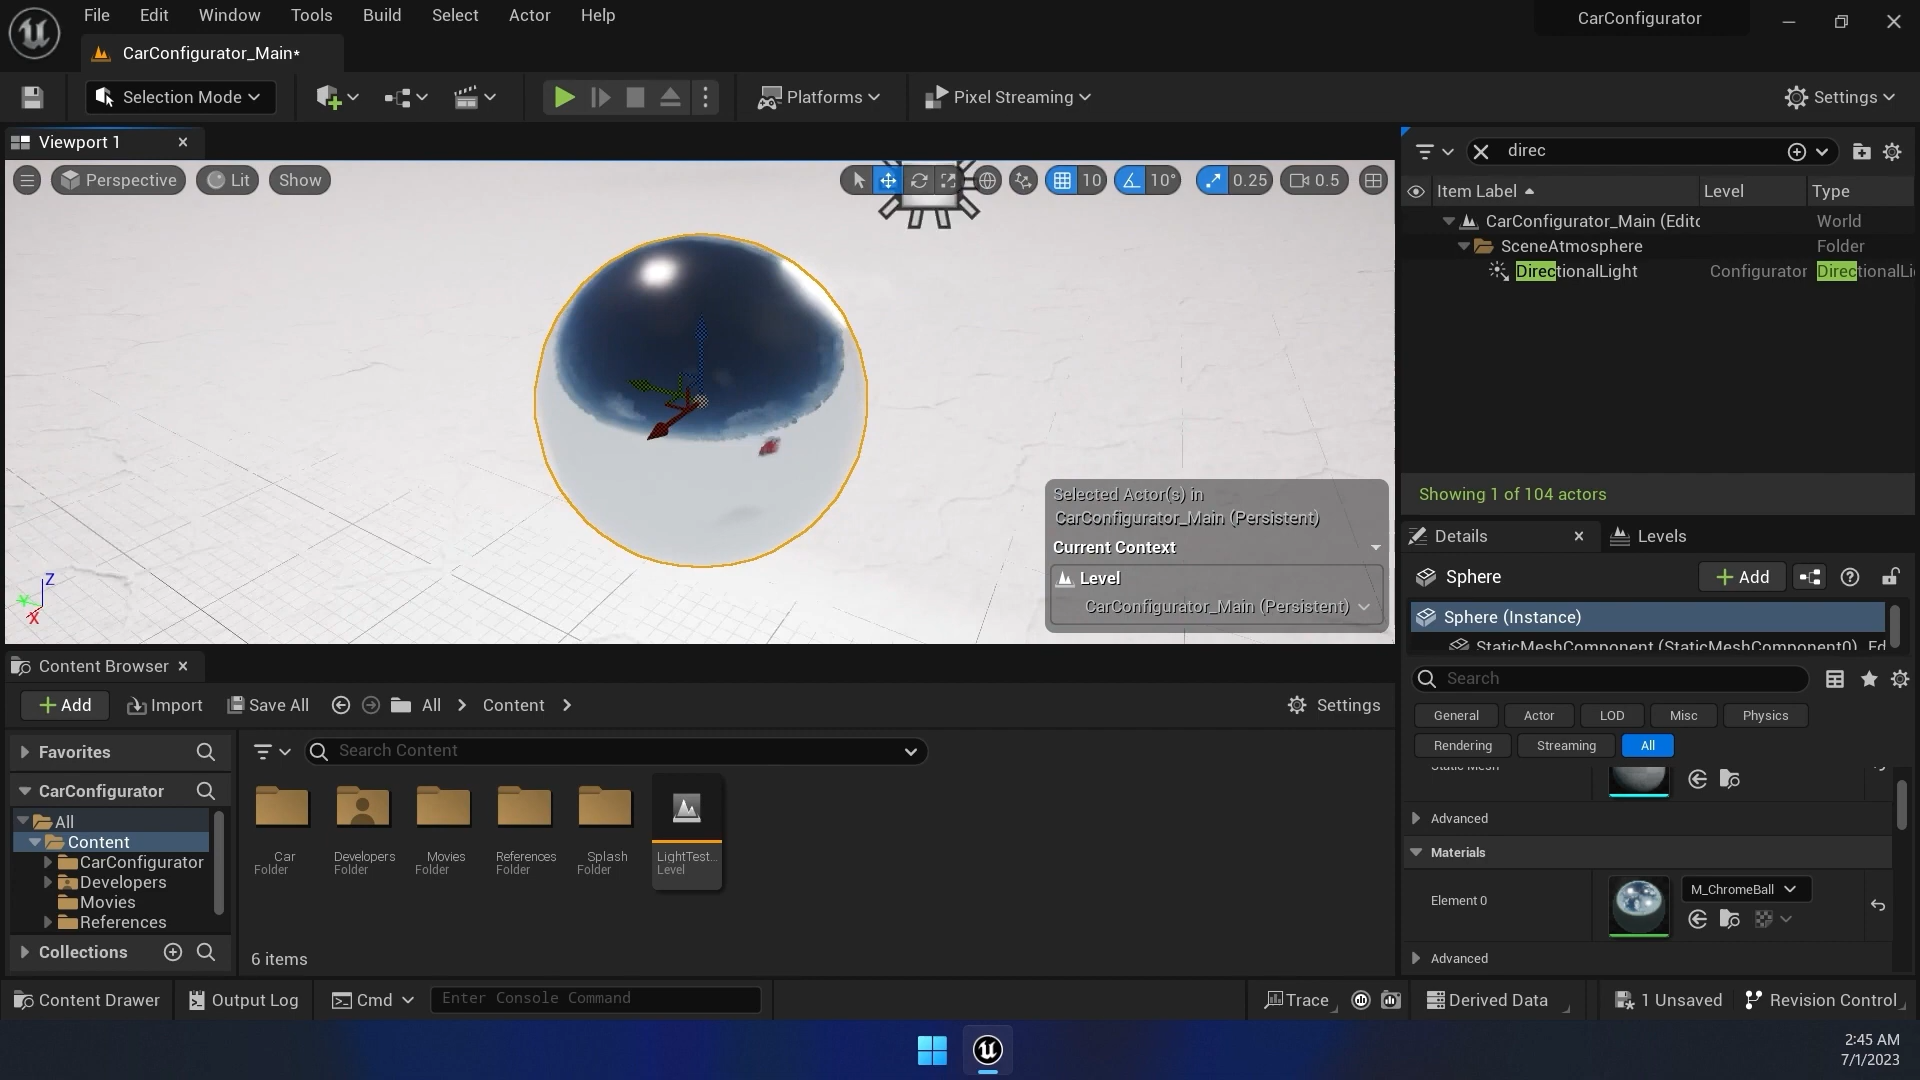 File Edit Window Tools Build Select Actor Help
CarConfigurator
CarConfigurator_Main*
Selection Mode
Platforms
Pixel Streaming
Settings
Viewport 1
Perspective
Lit
Show
10
10°
0.25
0.5
direc
Item Label
Level
Type
CarConfigurator_Main (Edito
World
SceneAtmosphere
Folder
DirectionalLight
Configurator
DirectionalLi
Showing 1 of 104 actors
Selected Actor(s) in
CarConfigurator_Main (Persistent)
Current Context
Level
CarConfigurator_Main (Persistent)
Z
Y
X
Details
Levels
Sphere
Add
Sphere (Instance)
StaticMeshComponent (StaticMeshComponent0) Ed
Search
General
Actor
LOD
Misc
Physics
Rendering
Streaming
All
Static Mesh
Advanced
Materials
Element 0
M_ChromeBall
Advanced
Content Browser
Add
Import
Save All
All
Content
Settings
Favorites
Search Content
CarConfigurator
All
Content
CarConfigurator
Developers
Movies
References
Collections
Car
Folder
Developers
Folder
Movies
Folder
References
Folder
Splash
Folder
LightTest...
Level
6 items
Content Drawer
Output Log
Cmd
Enter Console Command
Trace
Derived Data
1 Unsaved
Revision Control
2:45 AM
7/1/2023